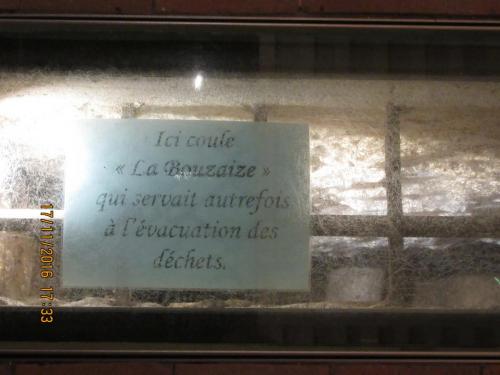 Ici coule
« La Bouzaize »
qui servait autrefois
à l'évacuation des
déchets.
17/11/2016 17:33